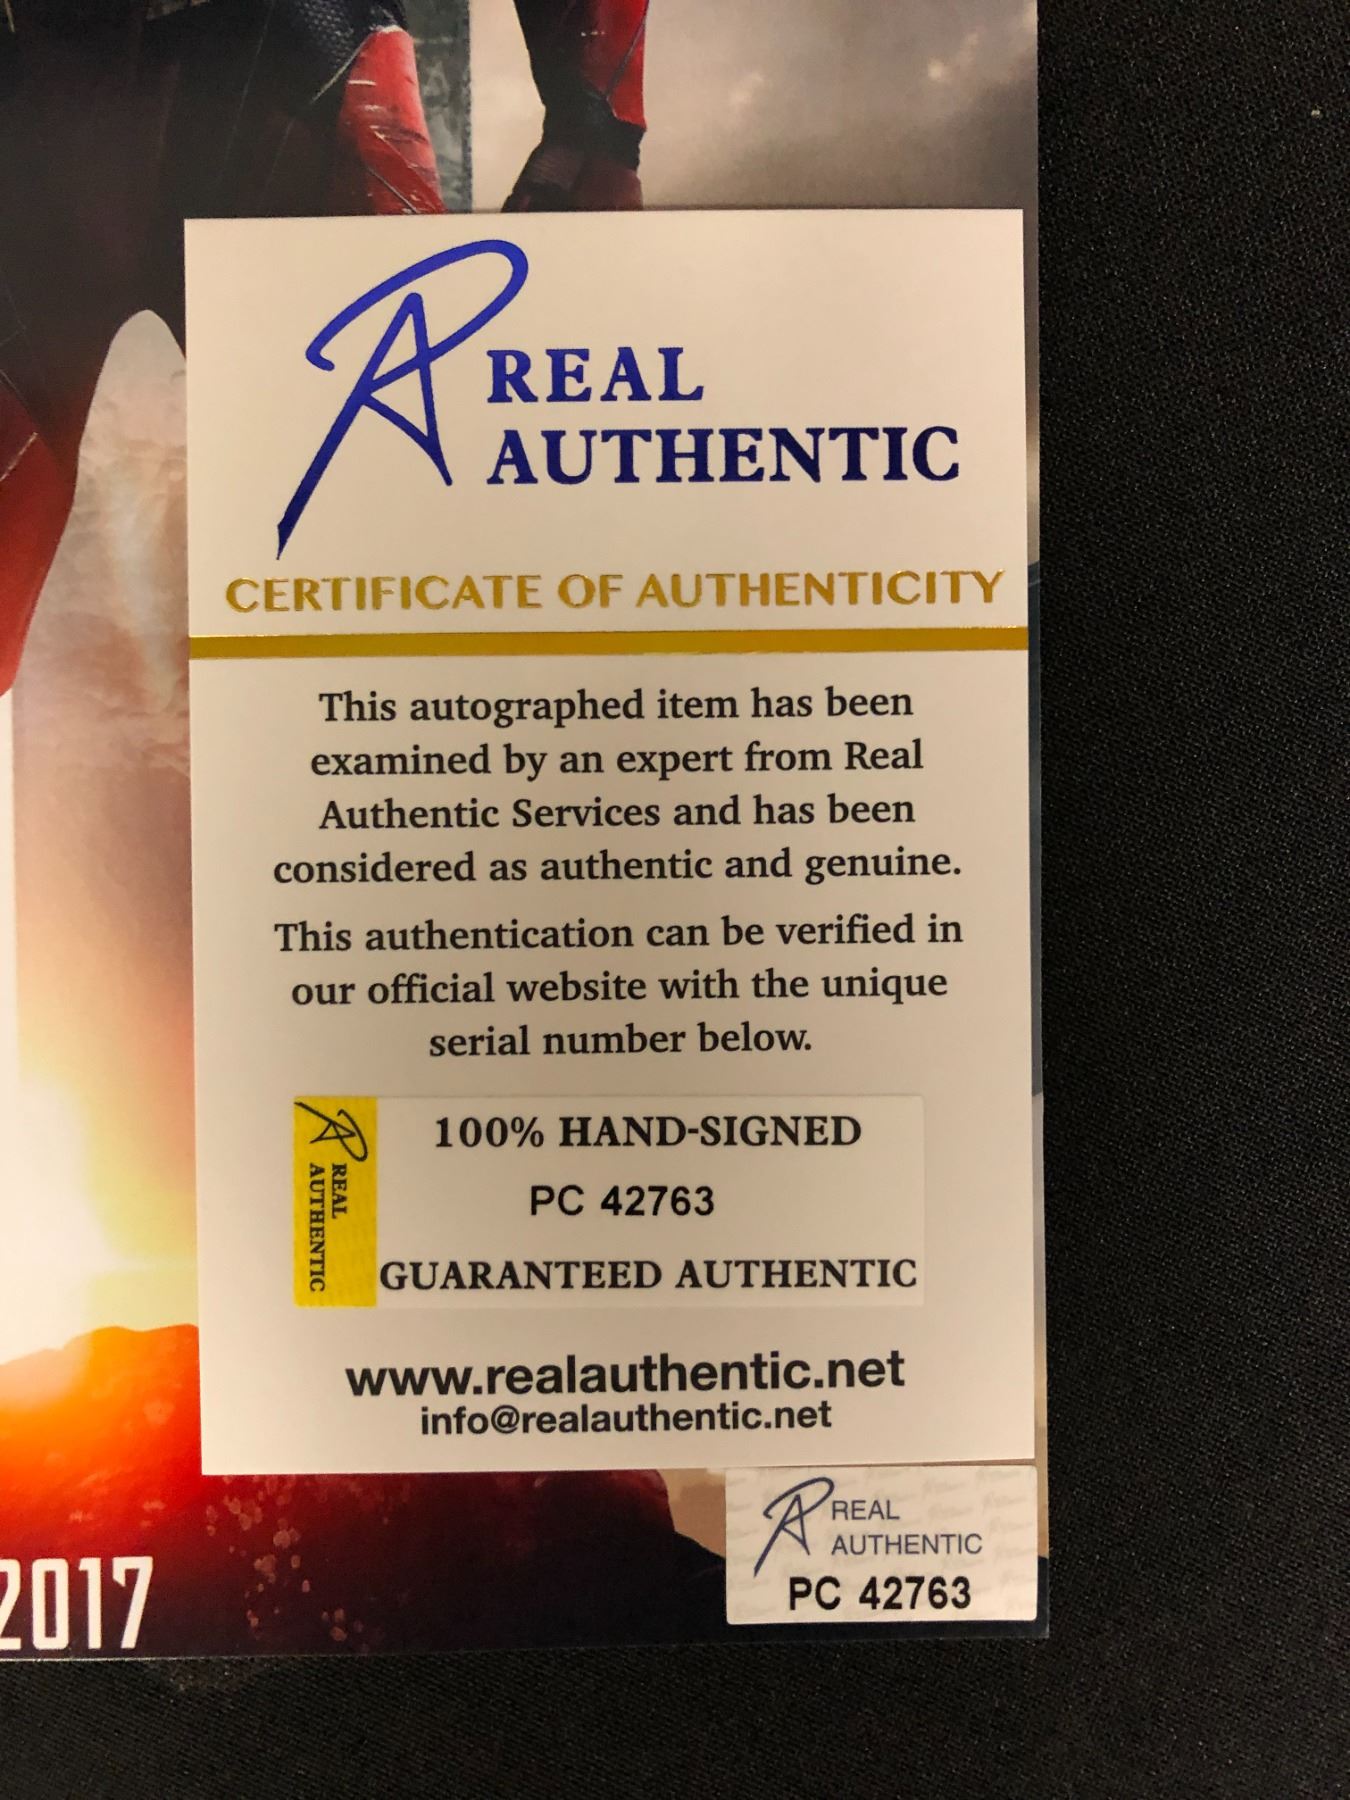 REAL
AUTHENTIC
CERTIFICATE OF AUTHENTICITY
This autographed item has been
examined by an expert from Real
Authentic Services and has been
considered as authentic and genuine.
This authentication can be verified in
our official website with the unique
serial number below.
REAL
AUTHENTIC
100% HAND-SIGNED
PC 42763
GUARANTEED AUTHENTIC
www.realauthentic.net
info@realauthentic.net
REAL
AUTHENTIC
PC 42763
2017